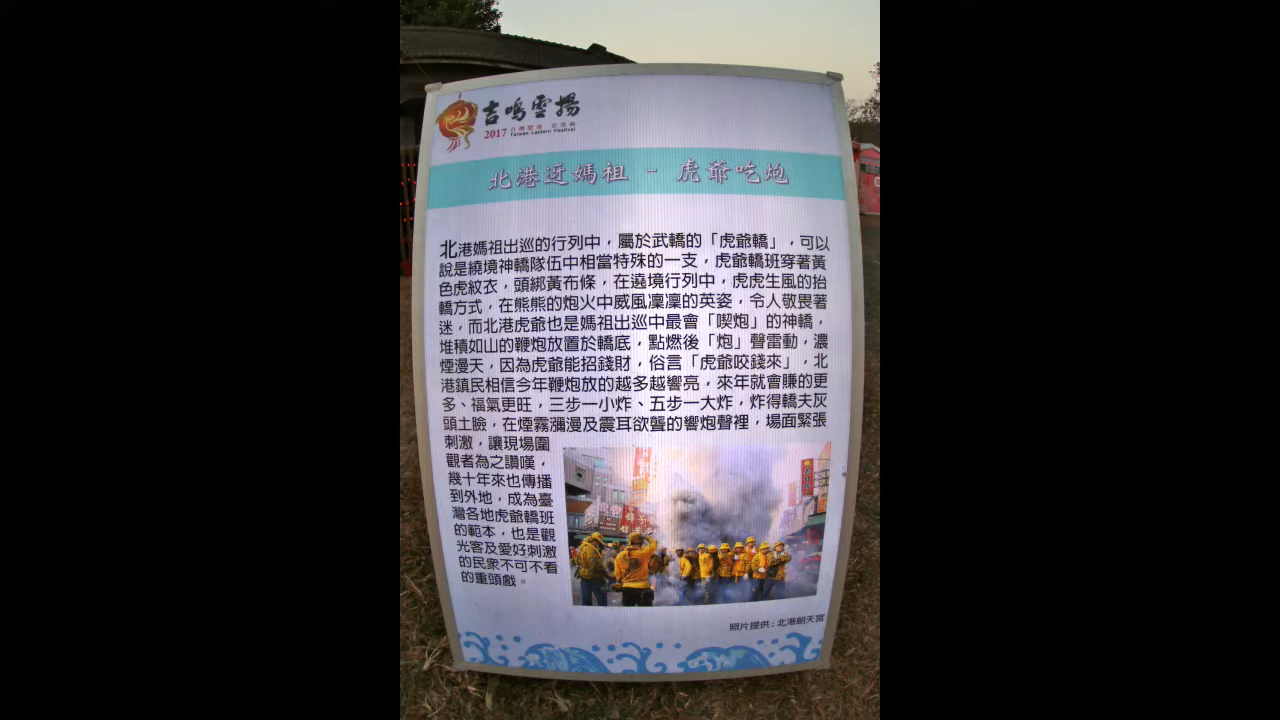 吉鳴雲揚
2017 台灣燈會 在雲林
Taiwan Lantern Festival
北港迓媽祖 - 虎爺吃炮
北港媽祖出巡的行列中，屬於武轎的「虎爺轎」，可以
說是繞境神轎隊伍中相當特殊的一支，虎爺轎班穿著黃
色虎紋衣，頭綁黃布條，在遶境行列中，虎虎生風的抬
轎方式，在熊熊的炮火中威風凜凜的英姿，令人敬畏著
迷，而北港虎爺也是媽祖出巡中最會「喫炮」的神轎，
堆積如山的鞭炮放置於轎底，點燃後「炮」聲雷動，濃
煙漫天，因為虎爺能招錢財，俗言「虎爺咬錢來」，北
港鎮民相信今年鞭炮放的越多越響亮，來年就會賺的更
多、福氣更旺，三步一小炸、五步一大炸，炸得轎夫灰
頭土臉，在煙霧瀰漫及震耳欲聾的響炮聲裡，場面緊張
刺激，讓現場圍
觀者為之讚嘆，
幾十年來也傳播
到外地，成為臺
灣各地虎爺轎班
的範本，也是觀
光客及愛好刺激
的民眾不可不看
的重頭戲。
照片提供：北港朝天宮